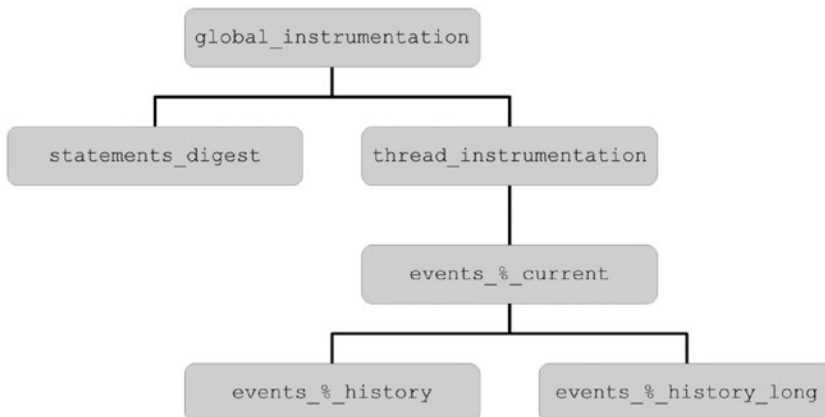 global_instrumentation
statements_digest
thread_instrumentation
events_%_current
events_%_history
events_%_history_long